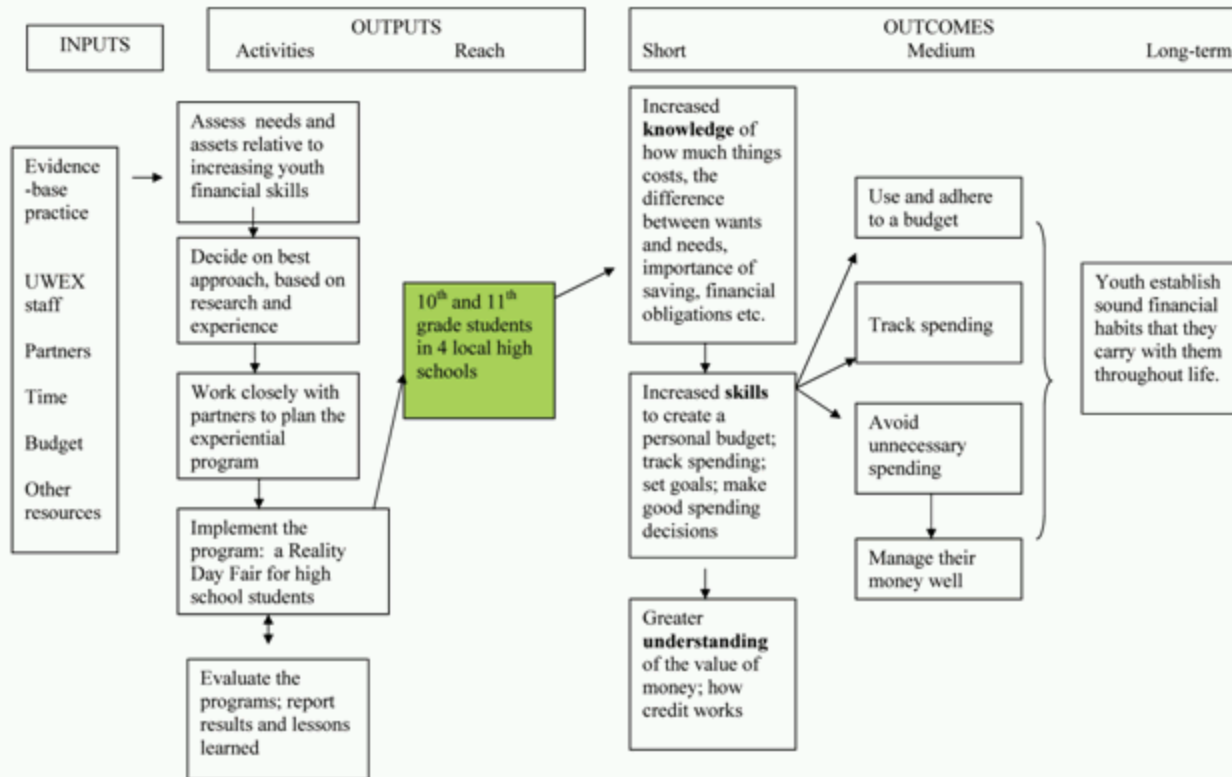 INPUTS
OUTPUTS
Activities Reach
OUTCOMES
Short Medium Long-term
Evidence
-base
practice
UWEX
staff
Partners
Time
Budget
Other
resources
Assess needs and
assets relative to
increasing youth
financial skills
Decide on best
approach, based on
research and
experience
Work closely with
partners to plan the
experiential
program
Implement the
program: a Reality
Day Fair for high
school students
Evaluate the
programs; report
results and lessons
learned
10th and 11th
grade students
in 4 local high
schools
Increased
knowledge of
how much things
costs, the
difference
between wants
and needs,
importance of
saving, financial
obligations etc.
Increased skills
to create a
personal budget;
track spending;
set goals; make
good spending
decisions
Greater
understanding
of the value of
money; how
credit works
Use and adhere
to a budget
Track spending
Avoid
unnecessary
spending
Manage their
money well
Youth establish
sound financial
habits that they
carry with them
throughout life.